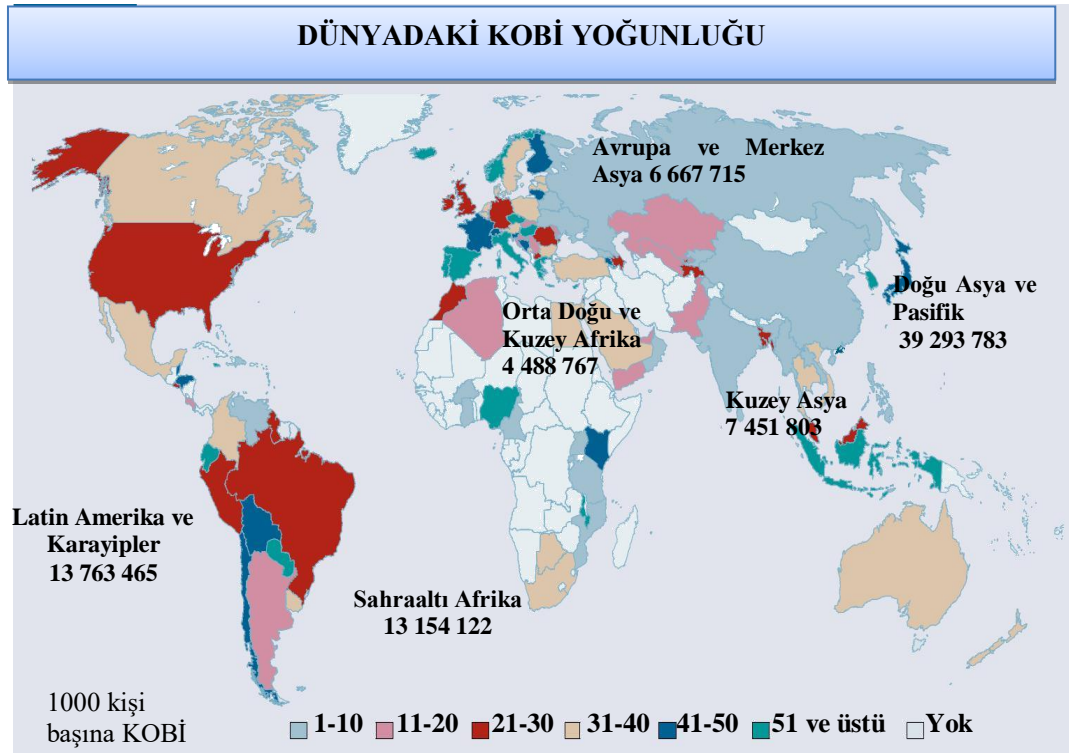 DÜNYADAKİ KOBİ YOĞUNLUĞU
Avrupa ve Merkez
Asya 6 667 715
Doğu Asya ve
Pasifik
39 293 783
Orta Doğu ve
Kuzey Afrika
4 488 767
Kuzey Asya
7 451 803
Latin Amerika ve
Karayipler
13 763 465
Sahraaltı Afrika
13 154 122
1000 kişi
başına KOBİ
1-10 11-20 21-30 31-40 41-50 51 ve üstü Yok